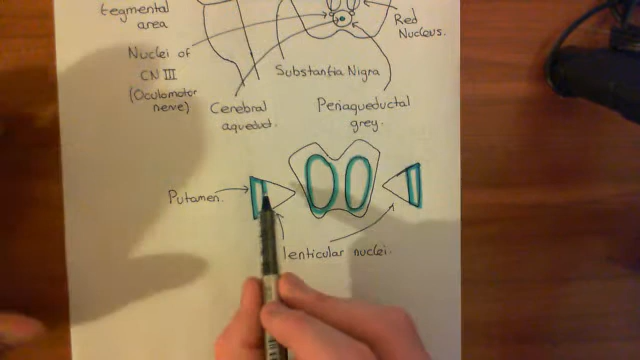 tegmental
area
Nuclei of
CN III
(Oculomotor
nerve)
Red
Nucleus.
Substantia Nigra
Cerebral
aqueduct.
Periaqueductal
grey.
Putamen.
lenticular nuclei.